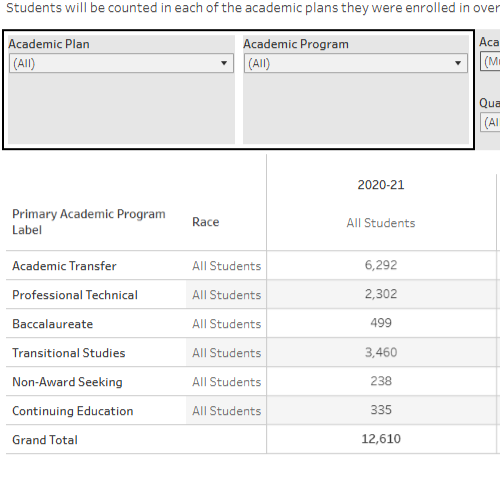 Students will be counted in each of the academic plans they were enrolled in over
Academic Plan Academic Program Aca
(All) (All) (Mu
Qua
(Al
2020-21
Primary Academic Program Label Race All Students
Academic Transfer All Students 6,292
Professional Technical All Students 2,302
Baccalaureate All Students 499
Transitional Studies All Students 3,460
Non-Award Seeking All Students 238
Continuing Education All Students 335
Grand Total 12,610